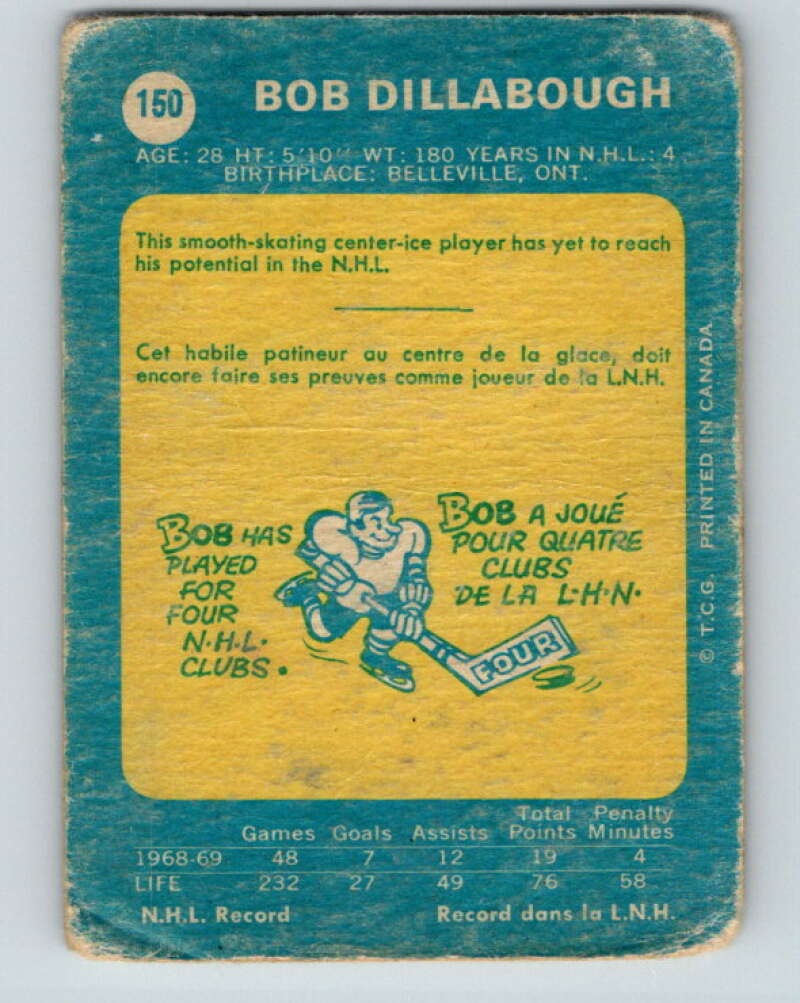 150
BOB DILLABOUGH
AGE: 28 HT: 5'10" WT: 180 YEARS IN N.H.L.: 4
BIRTHPLACE: BELLEVILLE, ONT.
This smooth-skating center-ice player has yet to reach
his potential in the N.H.L.
Cet habile patineur au centre de la glace, doit
encore faire ses preuves comme joueur de la L.N.H.
BOB HAS
PLAYED
FOR
FOUR
N·H·L·
CLUBS.
BOB A JOUÉ
POUR QUATRE
CLUBS
DE LA L·H·N·
FOUR
© T.C.G. PRINTED IN CANADA
Total Penalty
Games Goals Assists Points Minutes
1968-69 48 7 12 19 4
LIFE 232 27 49 76 58
N.H.L. Record Record dans la L.N.H.